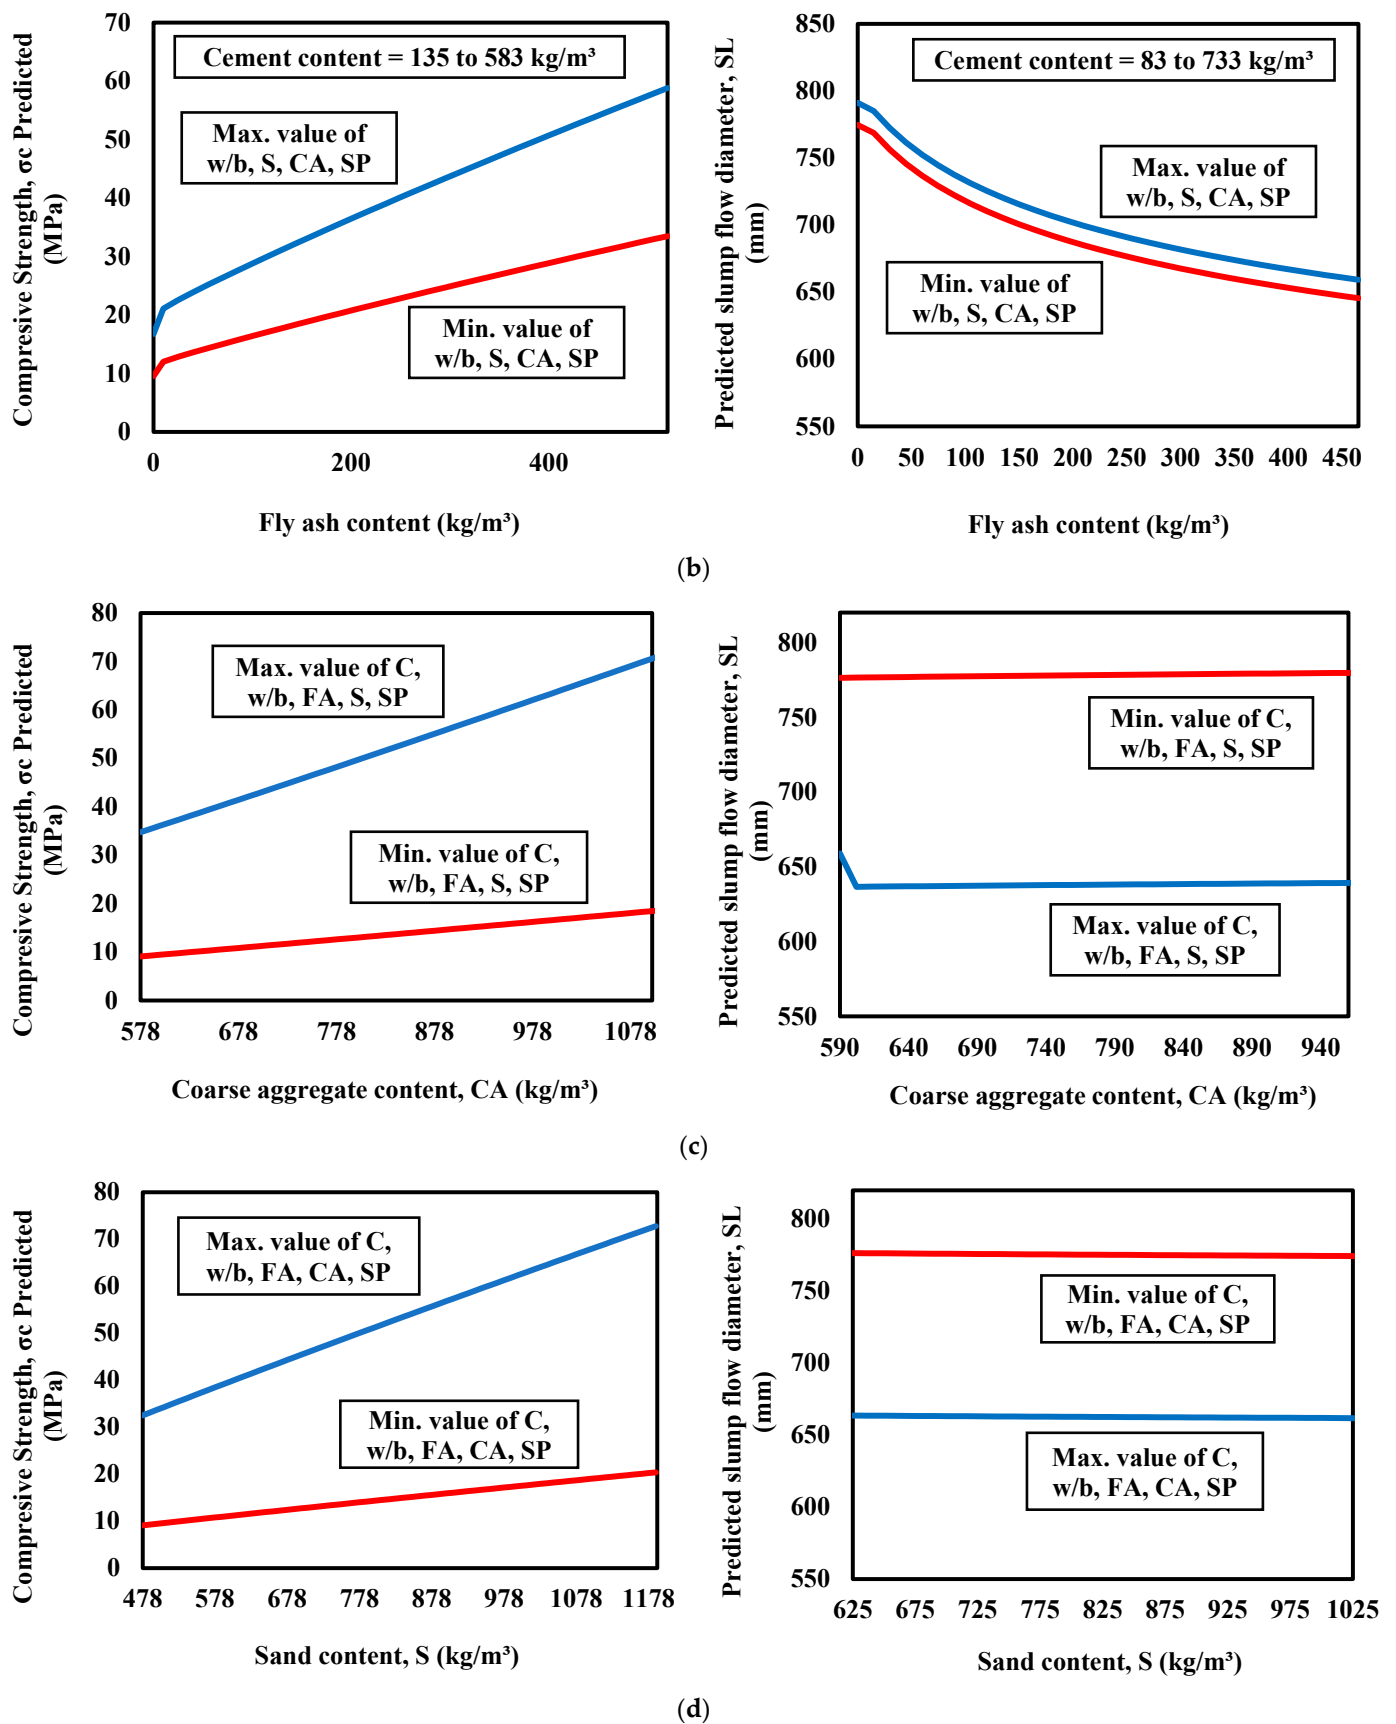 Compresive Strength, σc Predicted
(MPa)
70
60
50
40
30
20
10
0
Cement content = 135 to 583 kg/m³
Max. value of
w/b, S, CA, SP
Min. value of
w/b, S, CA, SP
0 200 400
Fly ash content (kg/m³)
Predicted slump flow diameter, SL
(mm)
850
800
750
700
650
600
550
Cement content = 83 to 733 kg/m³
Max. value of
w/b, S, CA, SP
Min. value of
w/b, S, CA, SP
0 50 100 150 200 250 300 350 400 450
Fly ash content (kg/m³)
(b)
Compresive Strength, σc Predicted
(MPa)
80
70
60
50
40
30
20
10
0
Max. value of C,
w/b, FA, S, SP
Min. value of C,
w/b, FA, S, SP
578 678 778 878 978 1078
Coarse aggregate content, CA (kg/m³)
Predicted slump flow diameter, SL
(mm)
800
750
700
650
600
550
Min. value of C,
w/b, FA, S, SP
Max. value of C,
w/b, FA, S, SP
590 640 690 740 790 840 890 940
Coarse aggregate content, CA (kg/m³)
(c)
Compresive Strength, σc Predicted
(MPa)
80
70
60
50
40
30
20
10
0
Max. value of C,
w/b, FA, CA, SP
Min. value of C,
w/b, FA, CA, SP
478 578 678 778 878 978 1078 1178
Sand content, S (kg/m³)
Predicted slump flow diameter, SL
(mm)
800
750
700
650
600
550
Min. value of C,
w/b, FA, CA, SP
Max. value of C,
w/b, FA, CA, SP
625 675 725 775 825 875 925 975 1025
Sand content, S (kg/m³)
(d)